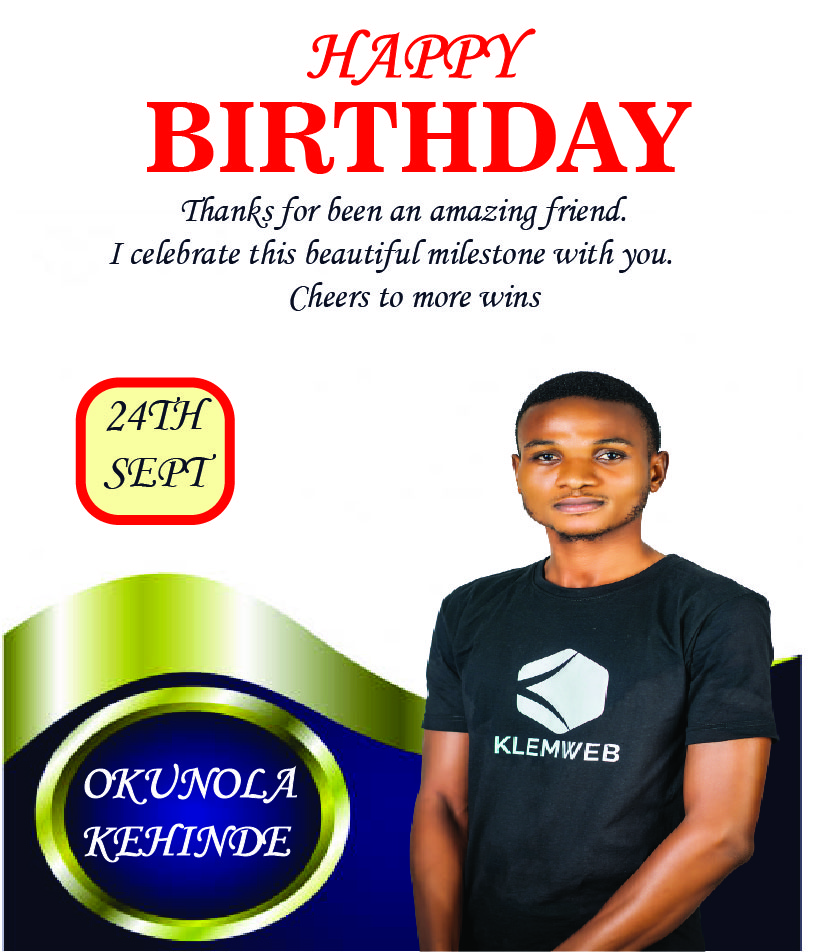 HAPPY
BIRTHDAY
Thanks for been an amazing friend.
I celebrate this beautiful milestone with you.
Cheers to more wins
24TH
SEPT
KLEMWEB
OKUNOLA
KEHINDE